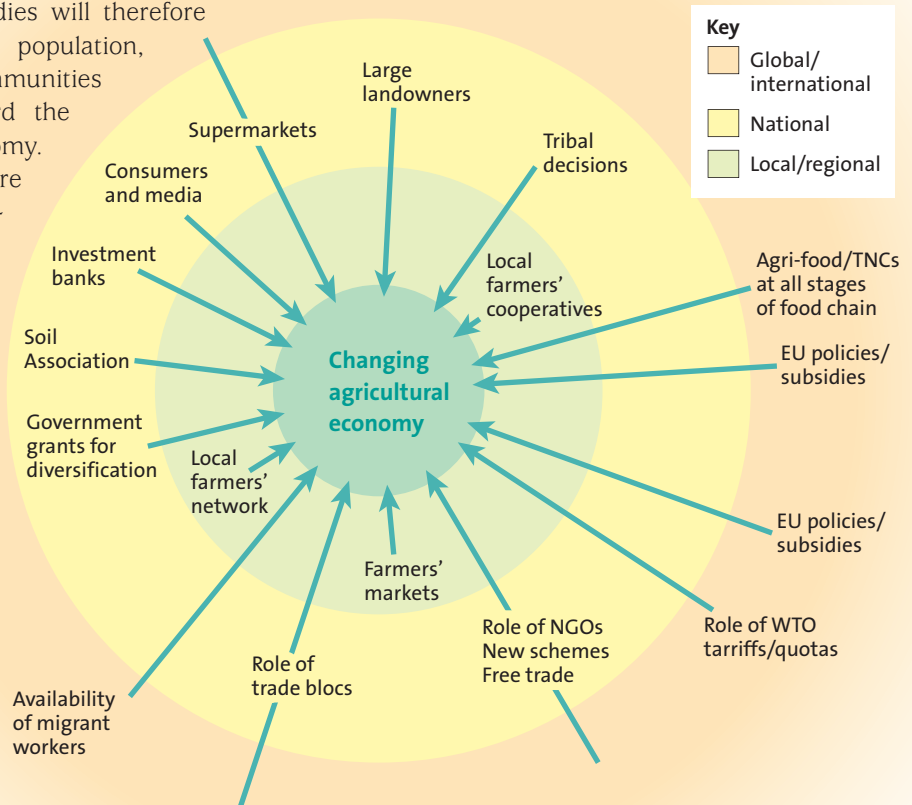 dies will therefore
population,
munities
d the
omy.
re
Key
Global/
international
National
Local/regional
Large
landowners
Supermarkets
Tribal
decisions
Consumers
and media
Investment
banks
Local
farmers'
cooperatives
Agri-food/TNCs
at all stages
of food chain
Soil
Association
EU policies/
subsidies
Changing
agricultural
economy
Government
grants for
diversification
Local
farmers'
network
EU policies/
subsidies
Farmers'
markets
Role of NGOs
New schemes
Free trade
Role of WTO
tarriffs/quotas
Role of
trade blocs
Availability
of migrant
workers